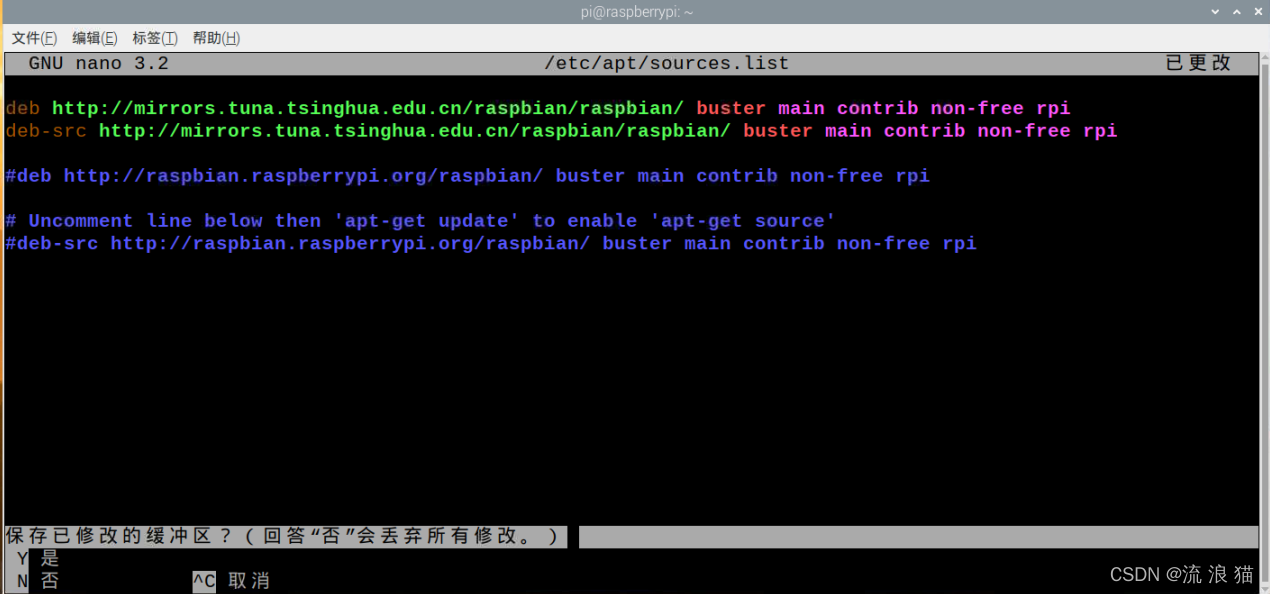 pi@raspberrypi: ~
文件(F) 编辑(E) 标签(T) 帮助(H)
GNU nano 3.2 /etc/apt/sources.list 已更改
deb http://mirrors.tuna.tsinghua.edu.cn/raspbian/raspbian/ buster main contrib non-free rpi
deb-src http://mirrors.tuna.tsinghua.edu.cn/raspbian/raspbian/ buster main contrib non-free rpi
#deb http://raspbian.raspberrypi.org/raspbian/ buster main contrib non-free rpi
# Uncomment line below then 'apt-get update' to enable 'apt-get source'
#deb-src http://raspbian.raspberrypi.org/raspbian/ buster main contrib non-free rpi
保存已修改的缓冲区？(回答“否”会丢弃所有修改。)
Y 是
N 否 ^C 取消
CSDN @流 浪 猫